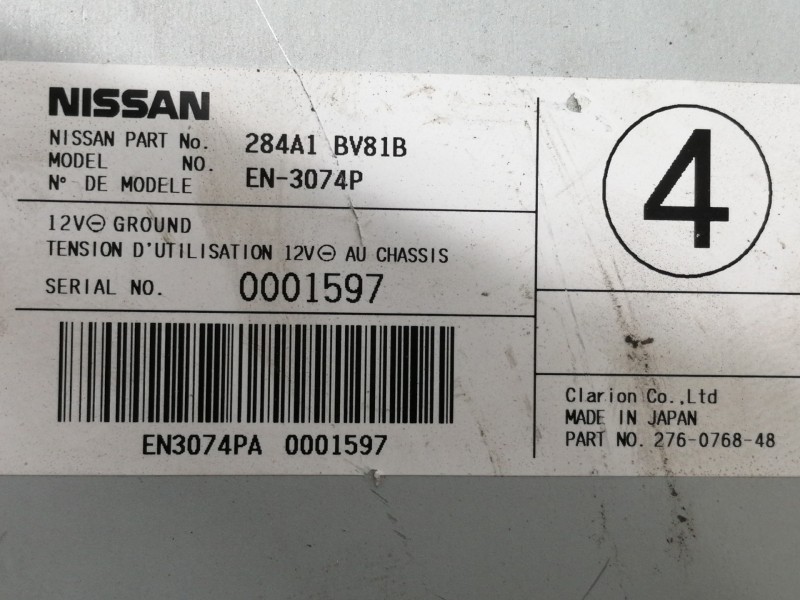 NISSAN
NISSAN PART No. 284A1 BV81B
MODEL NO. EN-3074P
N° DE MODELE
12V⊖ GROUND
TENSION D'UTILISATION 12V⊖ AU CHASSIS
SERIAL NO. 0001597
EN3074PA 0001597
4
Clarion Co.,Ltd
MADE IN JAPAN
PART NO. 276-0768-48